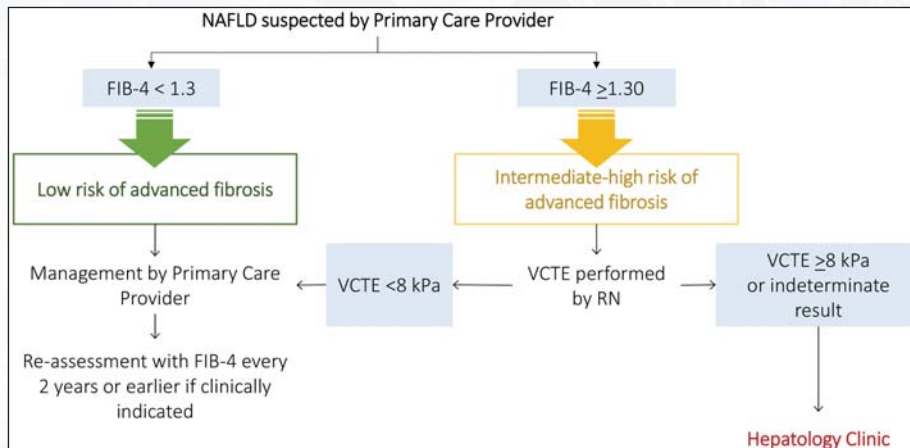 NAFLD suspected by Primary Care Provider
FIB-4 < 1.3
FIB-4 ≥1.30
Low risk of advanced fibrosis
Intermediate-high risk of
advanced fibrosis
Management by Primary Care
Provider
VCTE <8 kPa
VCTE performed
by RN
VCTE ≥8 kPa
or indeterminate
result
Re-assessment with FIB-4 every
2 years or earlier if clinically
indicated
Hepatology Clinic